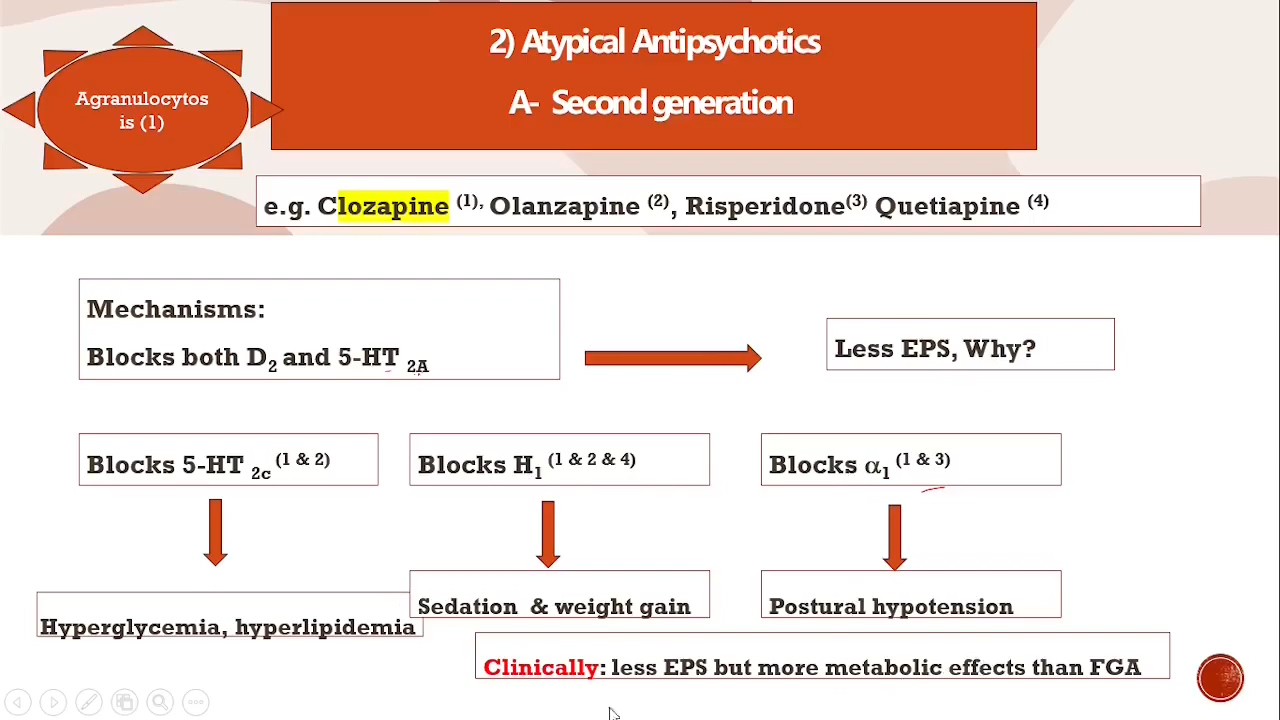 Agranulocytos
is (1)
2) Atypical Antipsychotics
A- Second generation
e.g. Clozapine (1), Olanzapine (2), Risperidone(3) Quetiapine (4)
Mechanisms:
Blocks both D2 and 5-HT 2A
Less EPS, Why?
Blocks 5-HT 2c (1 & 2)
Blocks H1 (1 & 2 & 4)
Blocks α1 (1 & 3)
Hyperglycemia, hyperlipidemia
Sedation & weight gain
Postural hypotension
Clinically: less EPS but more metabolic effects than FGA